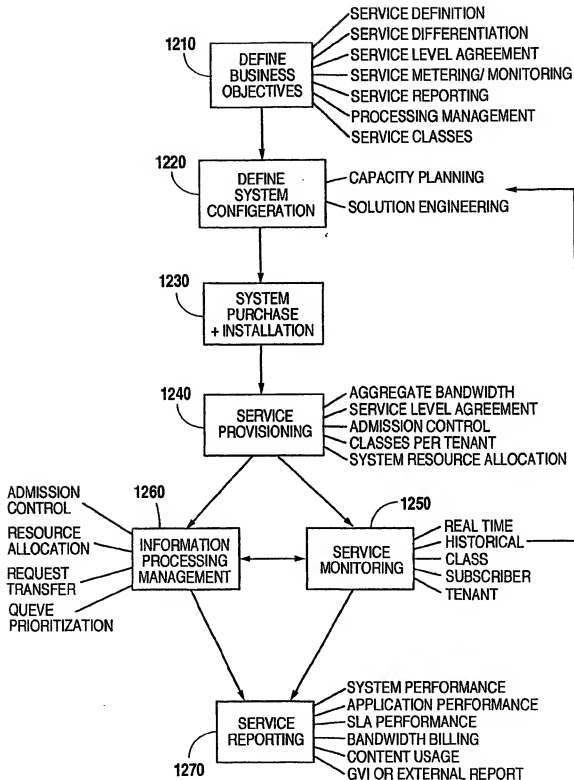 1210
DEFINE
BUSINESS
OBJECTIVES
SERVICE DEFINITION
SERVICE DIFFERENTIATION
SERVICE LEVEL AGREEMENT
SERVICE METERING/ MONITORING
SERVICE REPORTING
PROCESSING MANAGEMENT
SERVICE CLASSES
1220
DEFINE
SYSTEM
CONFIGERATION
CAPACITY PLANNING
SOLUTION ENGINEERING
1230
SYSTEM
PURCHASE
+ INSTALLATION
1240
SERVICE
PROVISIONING
AGGREGATE BANDWIDTH
SERVICE LEVEL AGREEMENT
ADMISSION CONTROL
CLASSES PER TENANT
SYSTEM RESOURCE ALLOCATION
ADMISSION
CONTROL
RESOURCE
ALLOCATION
REQUEST
TRANSFER
QUEVE
PRIORITIZATION
1260
INFORMATION
PROCESSING
MANAGEMENT
1250
SERVICE
MONITORING
REAL TIME
HISTORICAL
CLASS
SUBSCRIBER
TENANT
SERVICE
REPORTING
1270
SYSTEM PERFORMANCE
APPLICATION PERFORMANCE
SLA PERFORMANCE
BANDWIDTH BILLING
CONTENT USAGE
GVI OR EXTERNAL REPORT